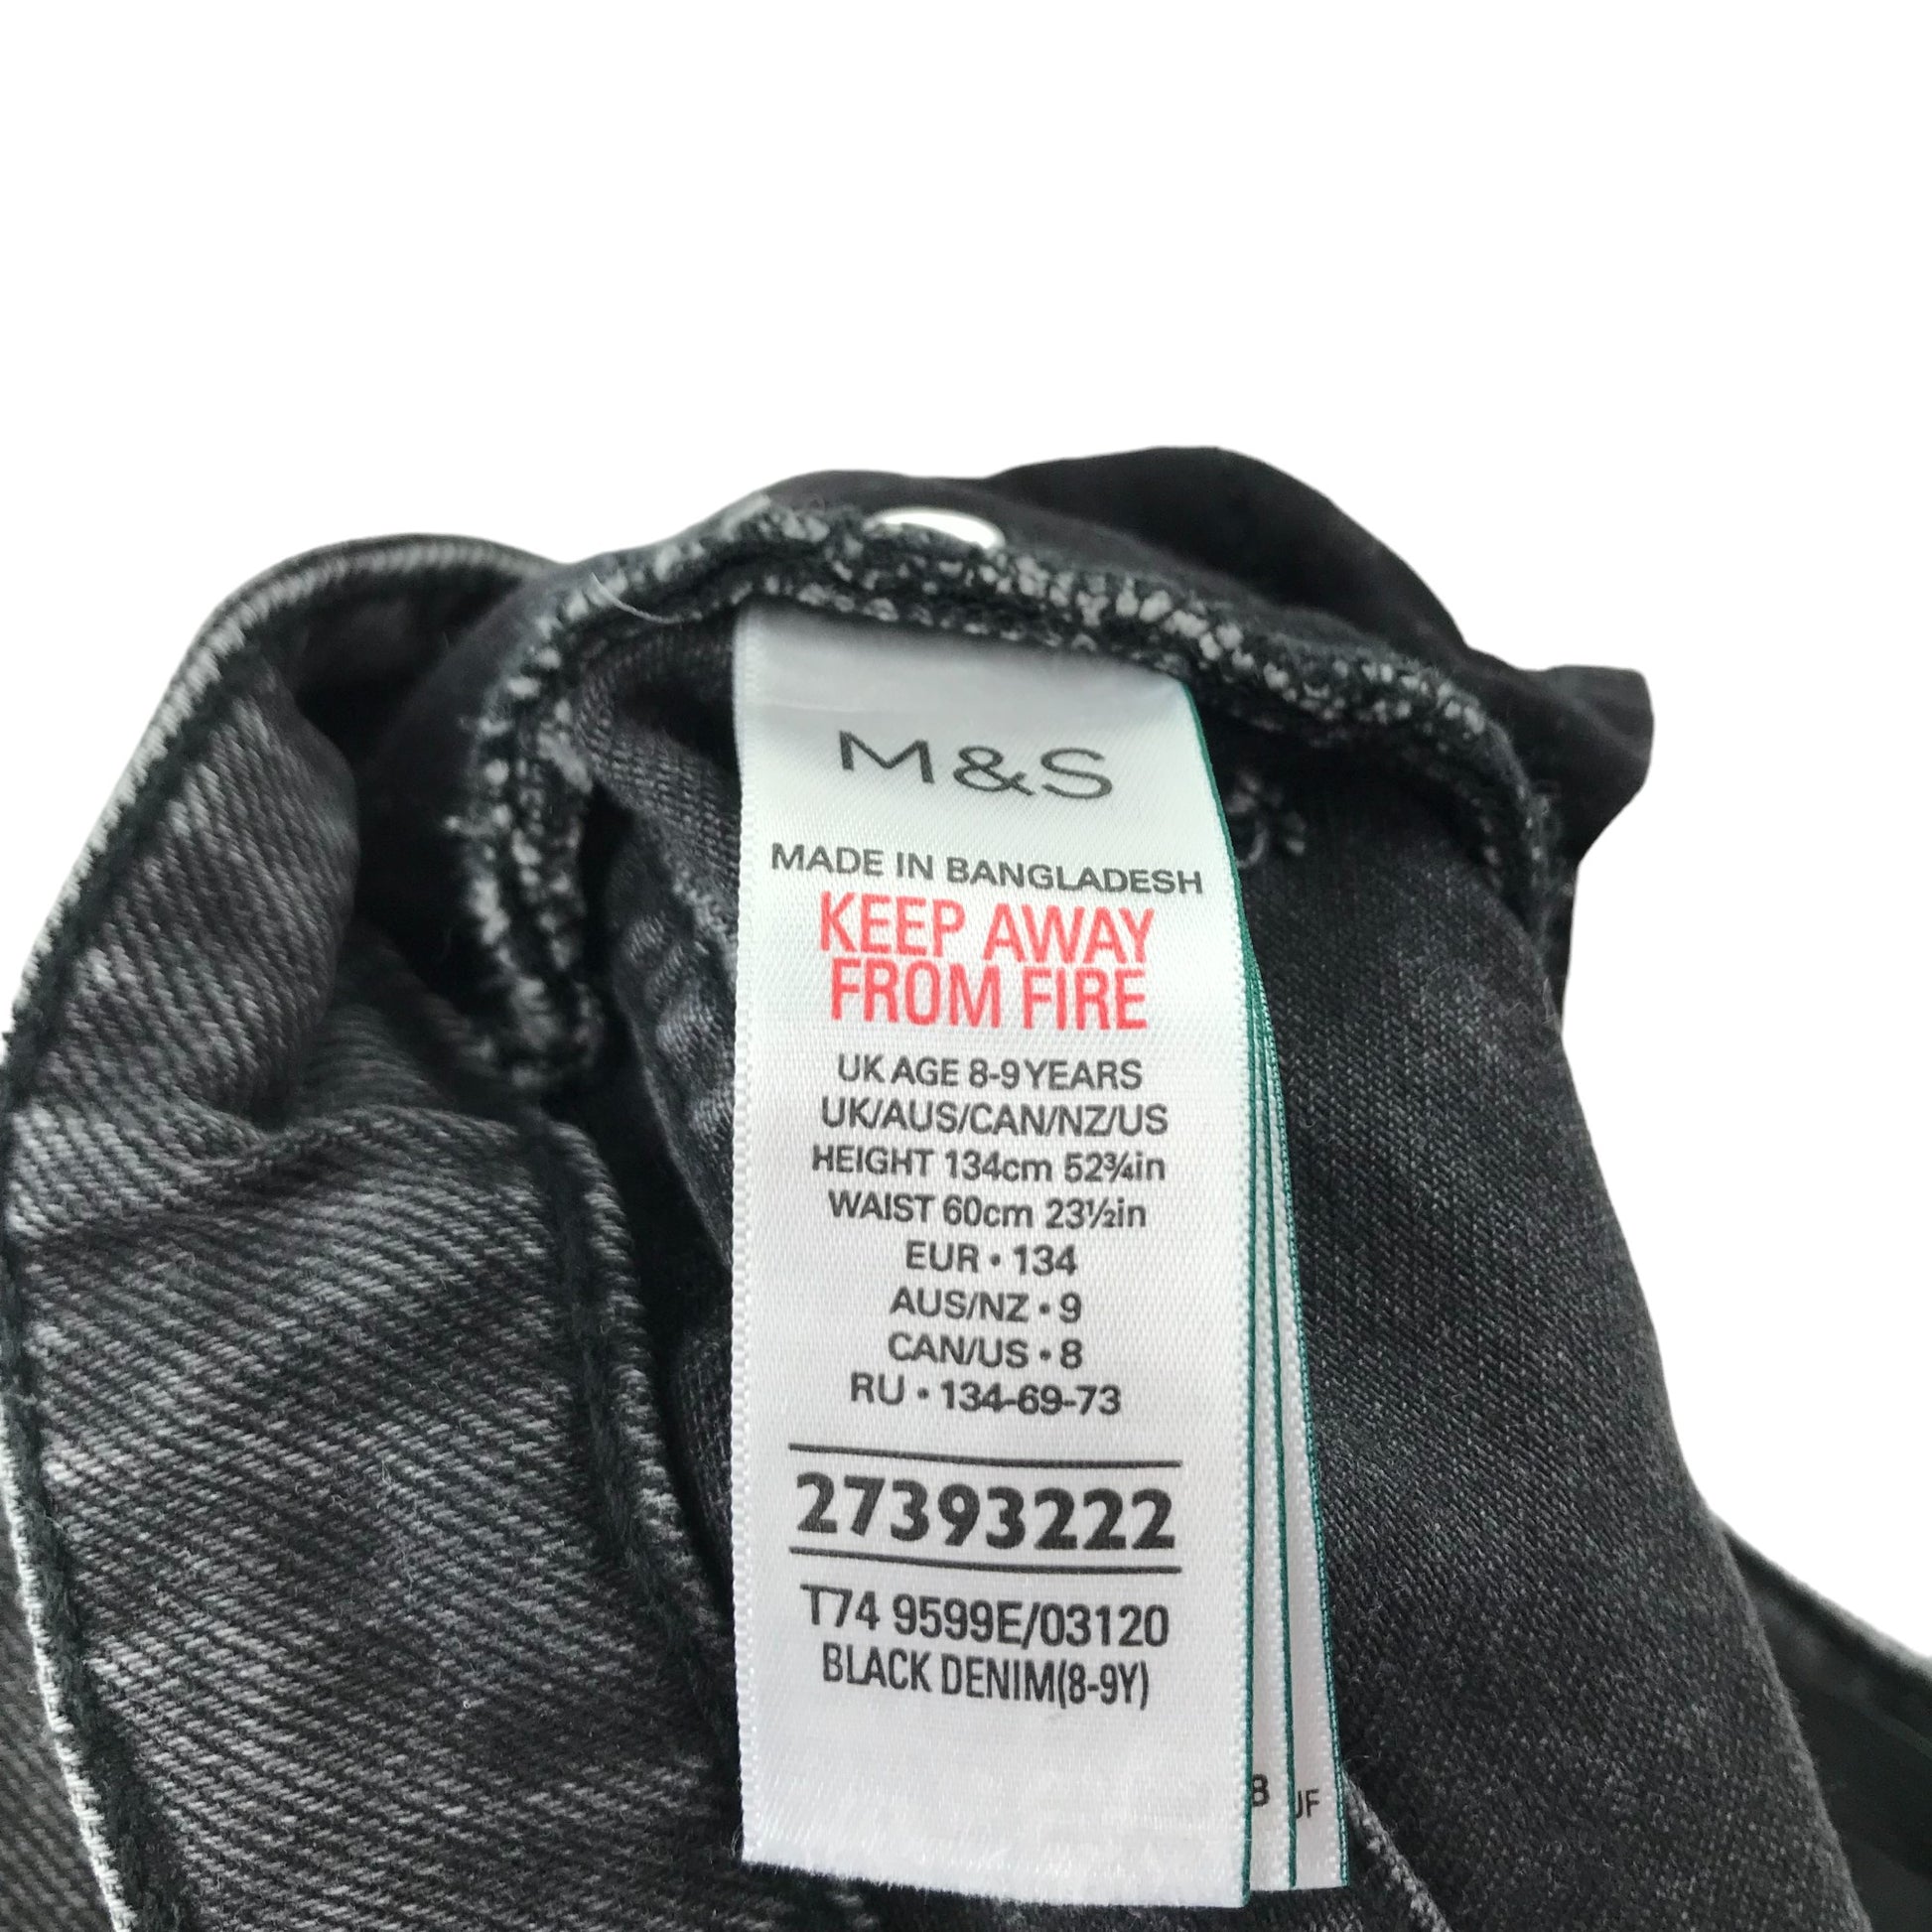 M&S
MADE IN BANGLADESH
KEEP AWAY
FROM FIRE
UK AGE 8-9 YEARS
UK/AUS/CAN/NZ/US
HEIGHT 134cm 52¾in
WAIST 60cm 23½in
EUR • 134
AUS/NZ • 9
CAN/US • 8
RU • 134-69-73
27393222
T74 9599E/03120
BLACK DENIM(8-9Y)